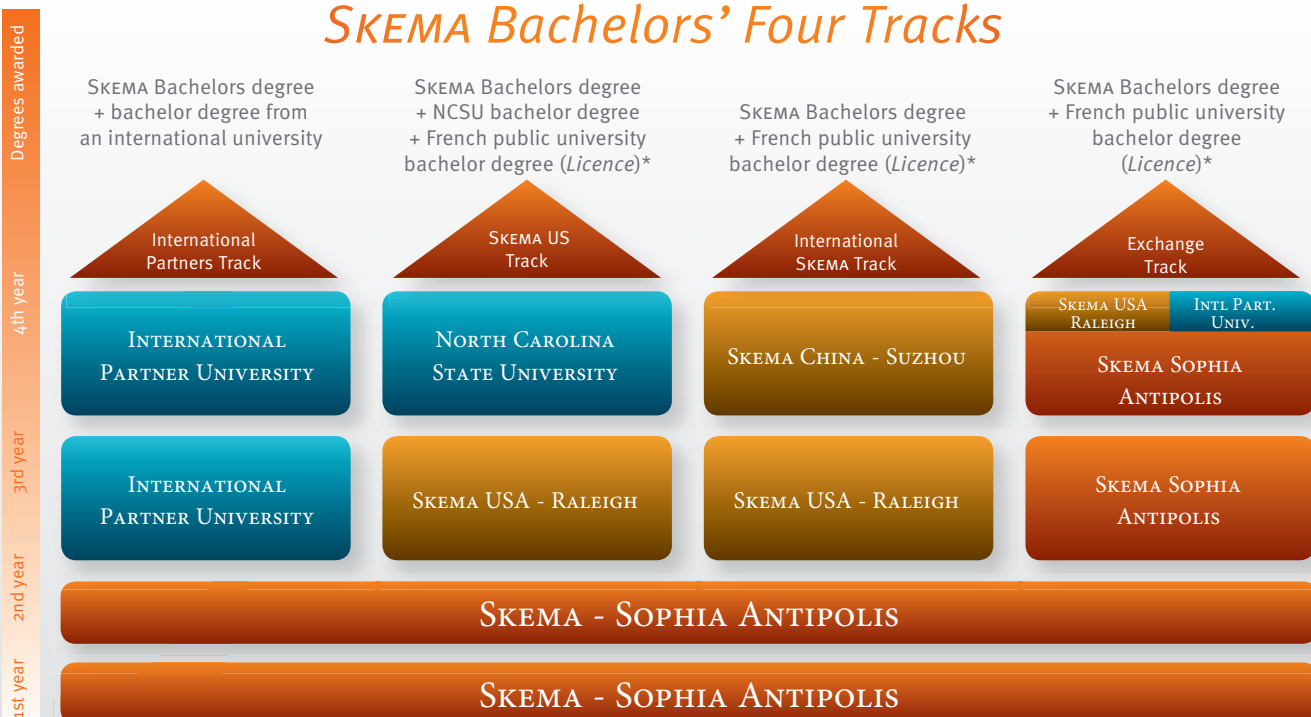 SKEMA Bachelors' Four Tracks
Degrees awarded
SKEMA Bachelors degree
+ bachelor degree from
an international university
SKEMA Bachelors degree
+ NCSU bachelor degree
+ French public university
bachelor degree (Licence)*
SKEMA Bachelors degree
+ French public university
bachelor degree (Licence)*
SKEMA Bachelors degree
+ French public university
bachelor degree
(Licence)*
International
Partners Track
SKEMA US
Track
International
SKEMA Track
Exchange
Track
4th year
INTERNATIONAL
PARTNER UNIVERSITY
NORTH CAROLINA
STATE UNIVERSITY
SKEMA CHINA - SUZHOU
SKEMA USA
RALEIGH
INTL PART.
UNIV.
SKEMA SOPHIA
ANTIPOLIS
3rd year
INTERNATIONAL
PARTNER UNIVERSITY
SKEMA USA - RALEIGH
SKEMA USA - RALEIGH
SKEMA SOPHIA
ANTIPOLIS
2nd year
SKEMA - SOPHIA ANTIPOLIS
1st year
SKEMA - SOPHIA ANTIPOLIS